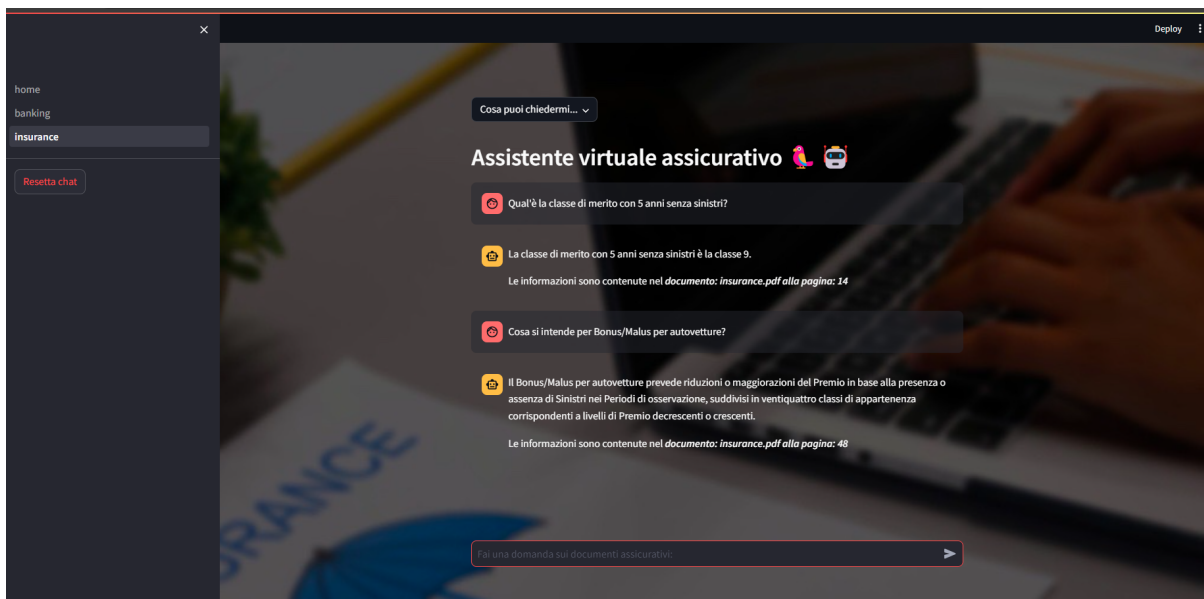 Deploy
home
banking
insurance
Resetta chat
Cosa puoi chiedermi...
Assistente virtuale assicurativo
Qual'è la classe di merito con 5 anni senza sinistri?
La classe di merito con 5 anni senza sinistri è la classe 9.
Le informazioni sono contenute nel documento: insurance.pdf alla pagina: 14
Cosa si intende per Bonus/Malus per autovetture?
Il Bonus/Malus per autovetture prevede riduzioni o maggiorazioni del Premio in base alla presenza o
assenza di Sinistri nei Periodi di osservazione, suddivisi in ventiquattro classi di appartenenza
corrispondenti a livelli di Premio decrescenti o crescenti.
Le informazioni sono contenute nel documento: insurance.pdf alla pagina: 48
URANCE
Fai una domanda sui documenti assicurativi: